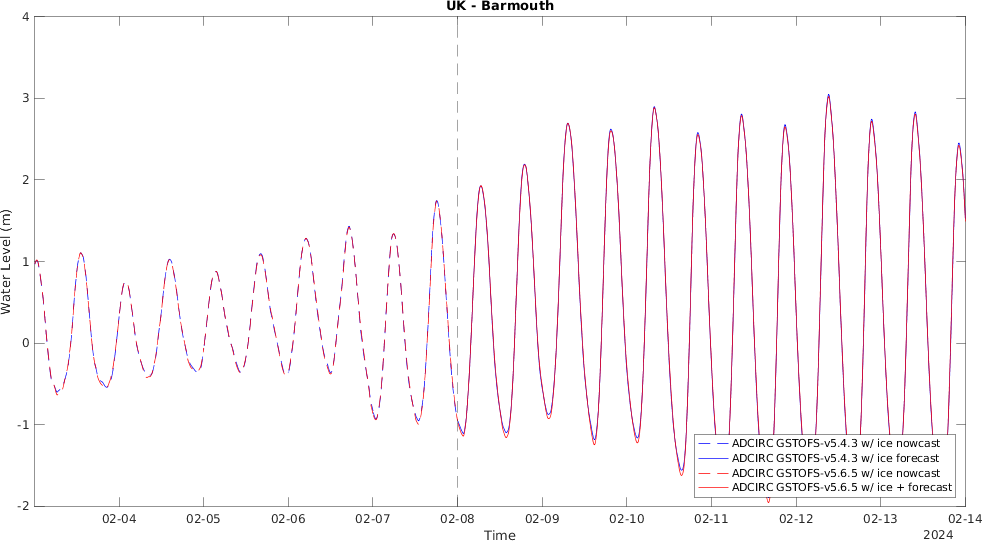 UK - Barmouth
Water Level (m)
4
3
2
1
0
-1
-2
ADCIRC GSTOFS-v5.4.3 w/ ice nowcast
ADCIRC GSTOFS-v5.4.3 w/ ice forecast
ADCIRC GSTOFS-v5.6.5 w/ ice nowcast
ADCIRC GSTOFS-v5.6.5 w/ ice + forecast
02-04 02-05 02-06 02-07 02-08 02-09 02-10 02-11 02-12 02-13 02-14
Time
2024